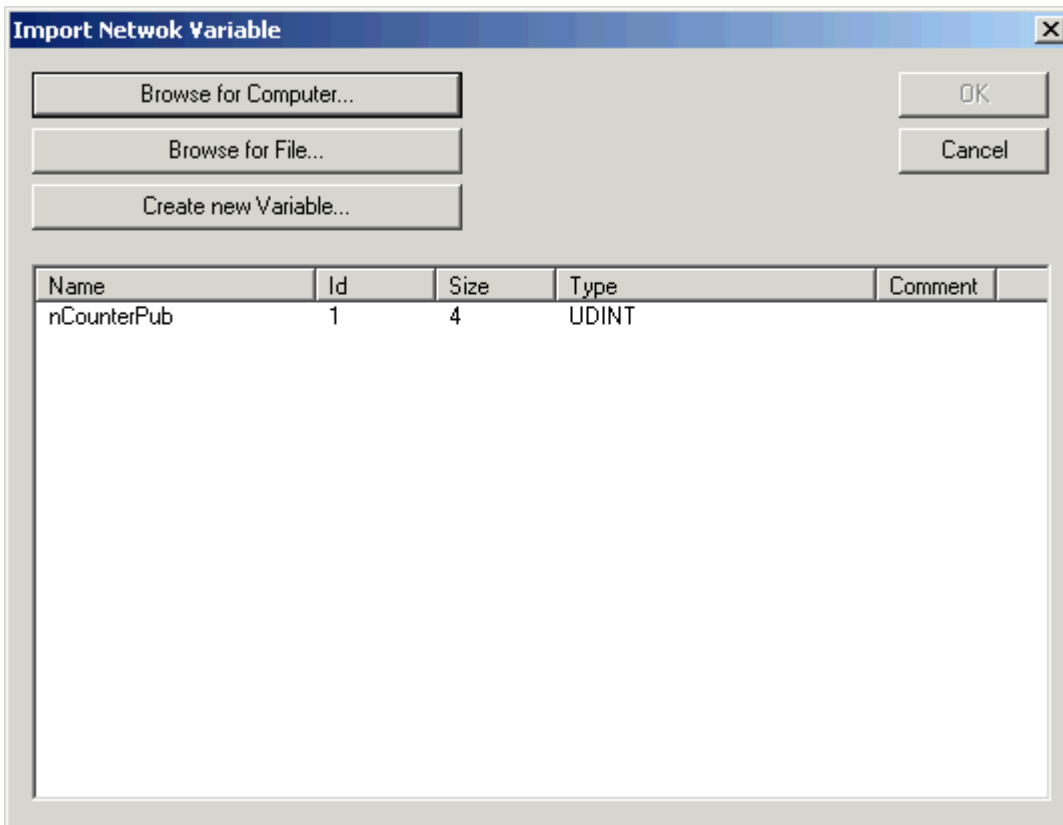 Import Netwok Variable
Browse for Computer...
OK
Browse for File...
Cancel
Create new Variable...
Name Id Size Type Comment
nCounterPub 1 4 UDINT